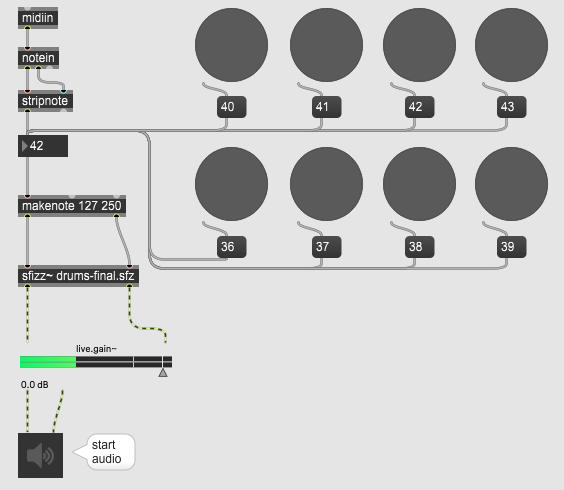 midiin
notein
stripnote
42
makenote 127 250
sfizz~ drums-final.sfz
live.gain~
0.0 dB
start
audio
40 41 42 43
36 37 38 39